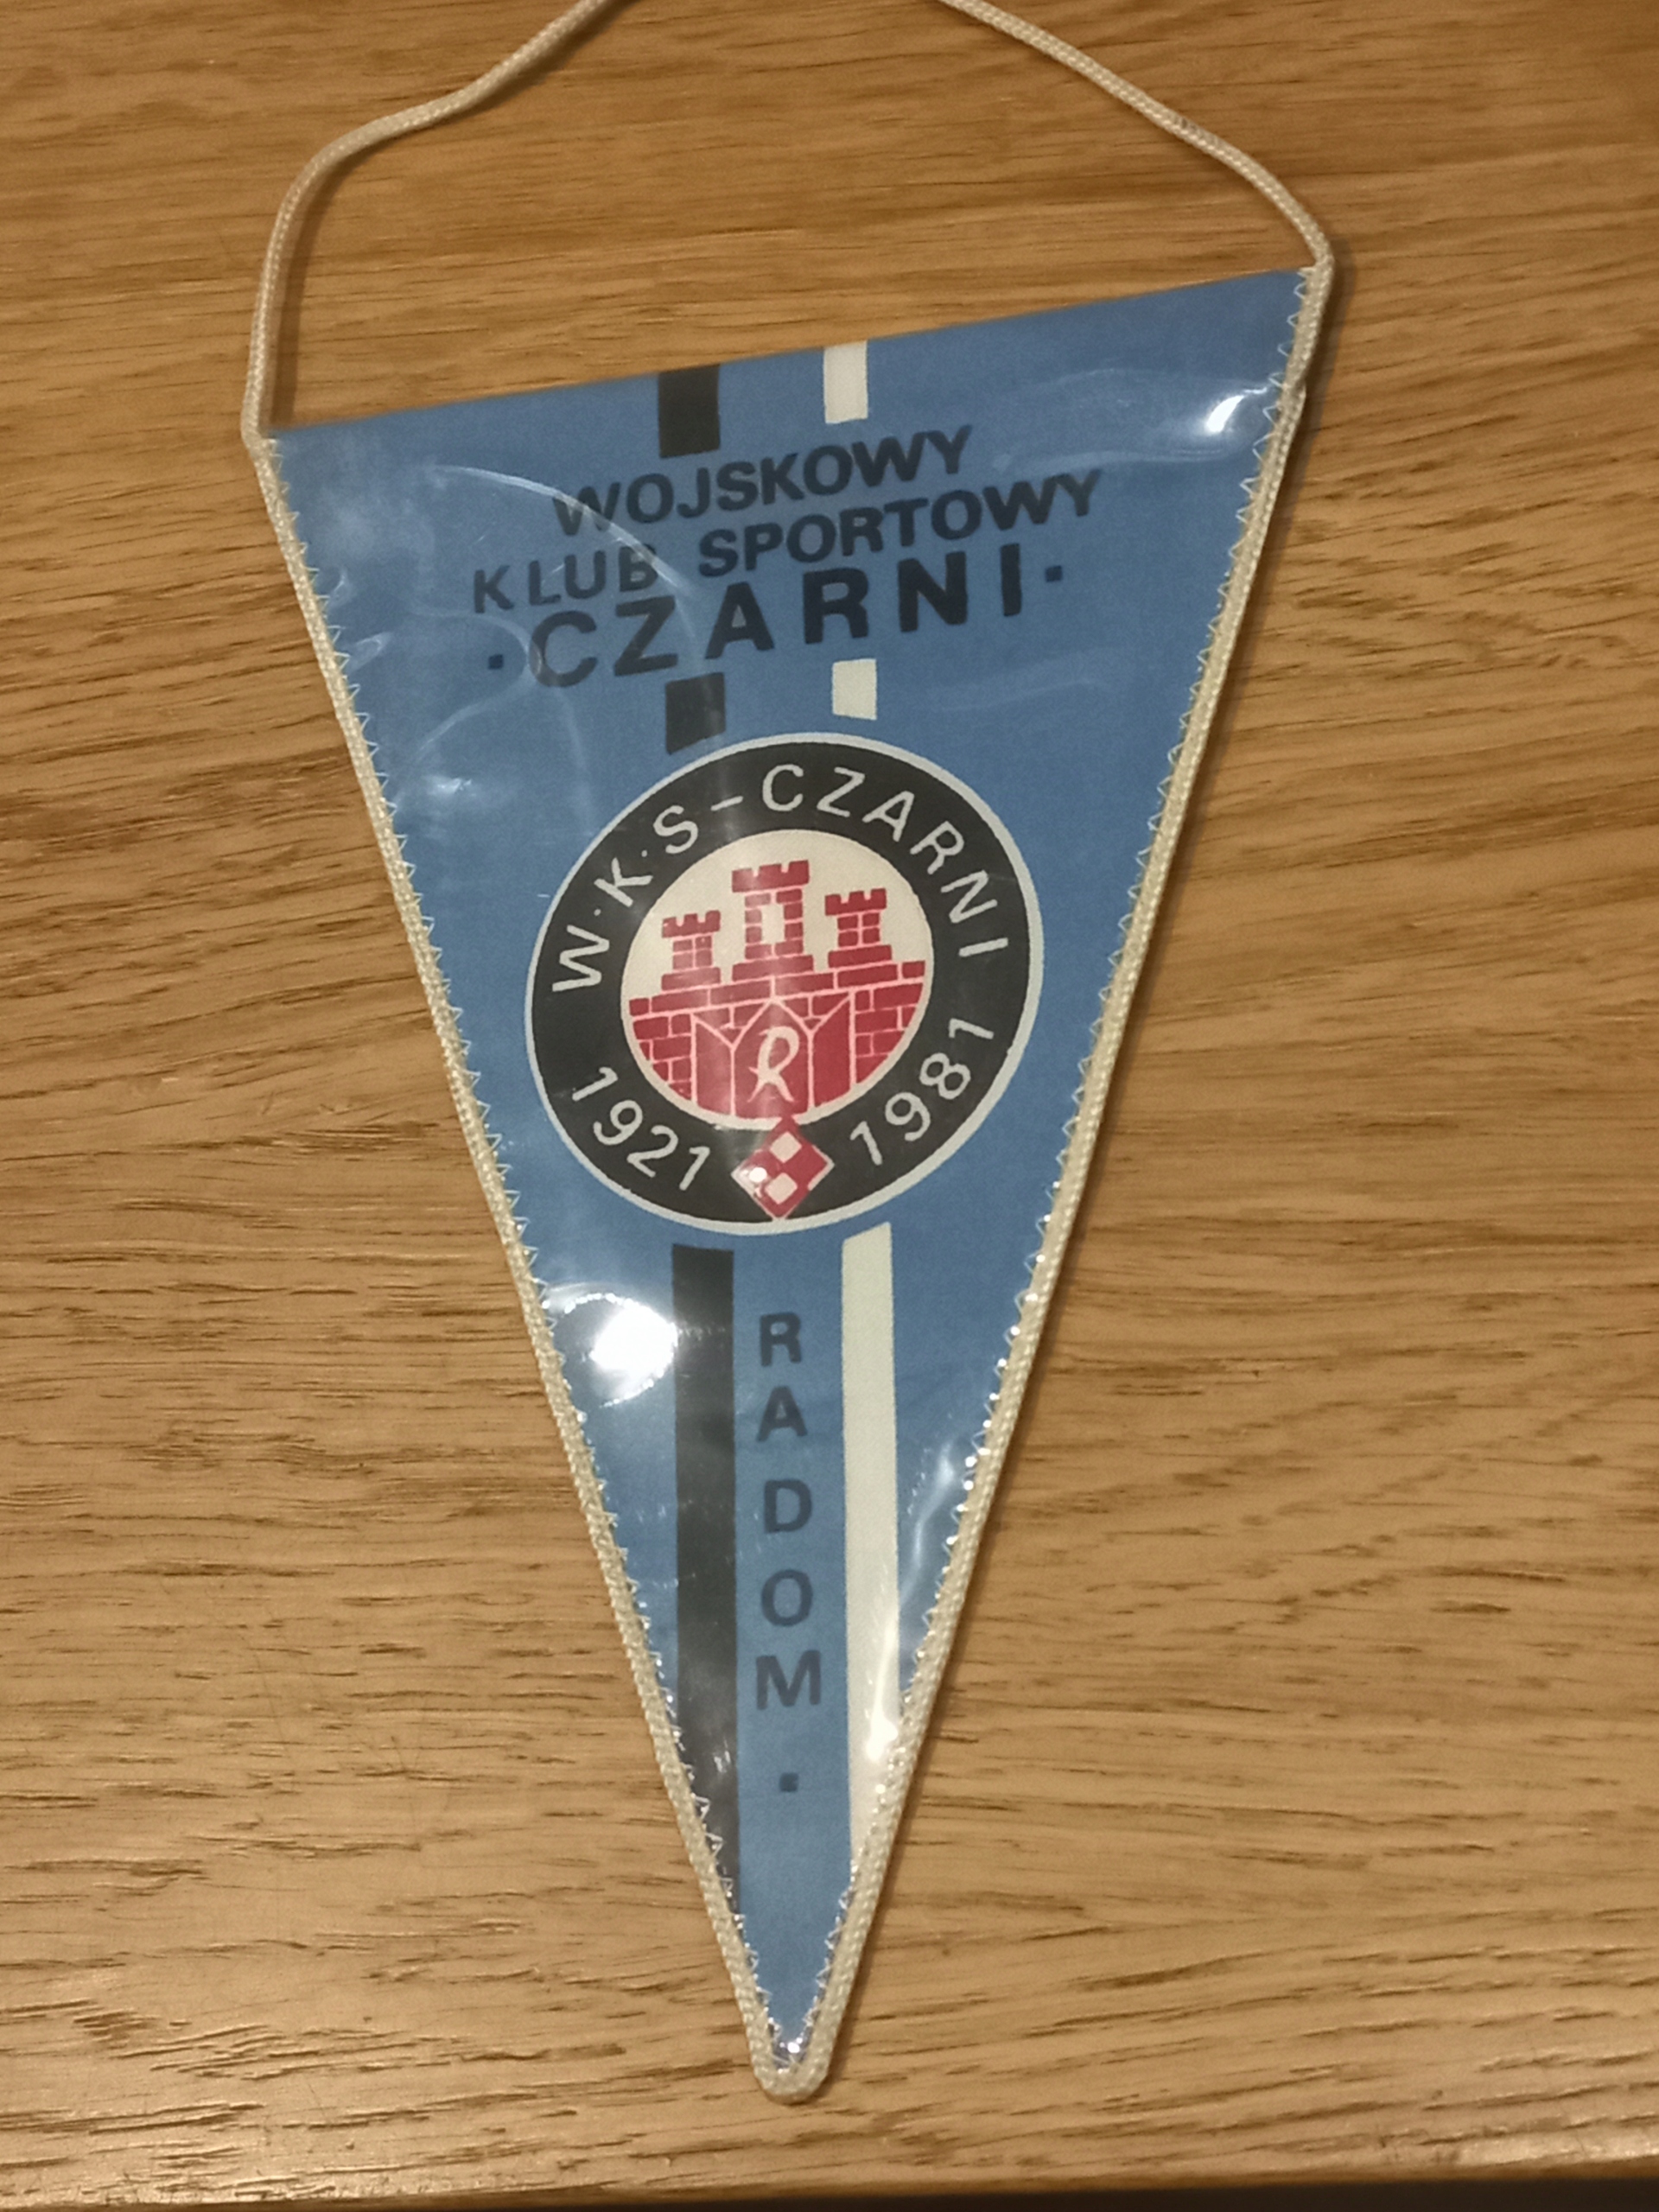 WOJSKOWY
KLUB SPORTOWY
·CZARNI·
W·K·S-CZARNI
R
1921 1981
RADOM·